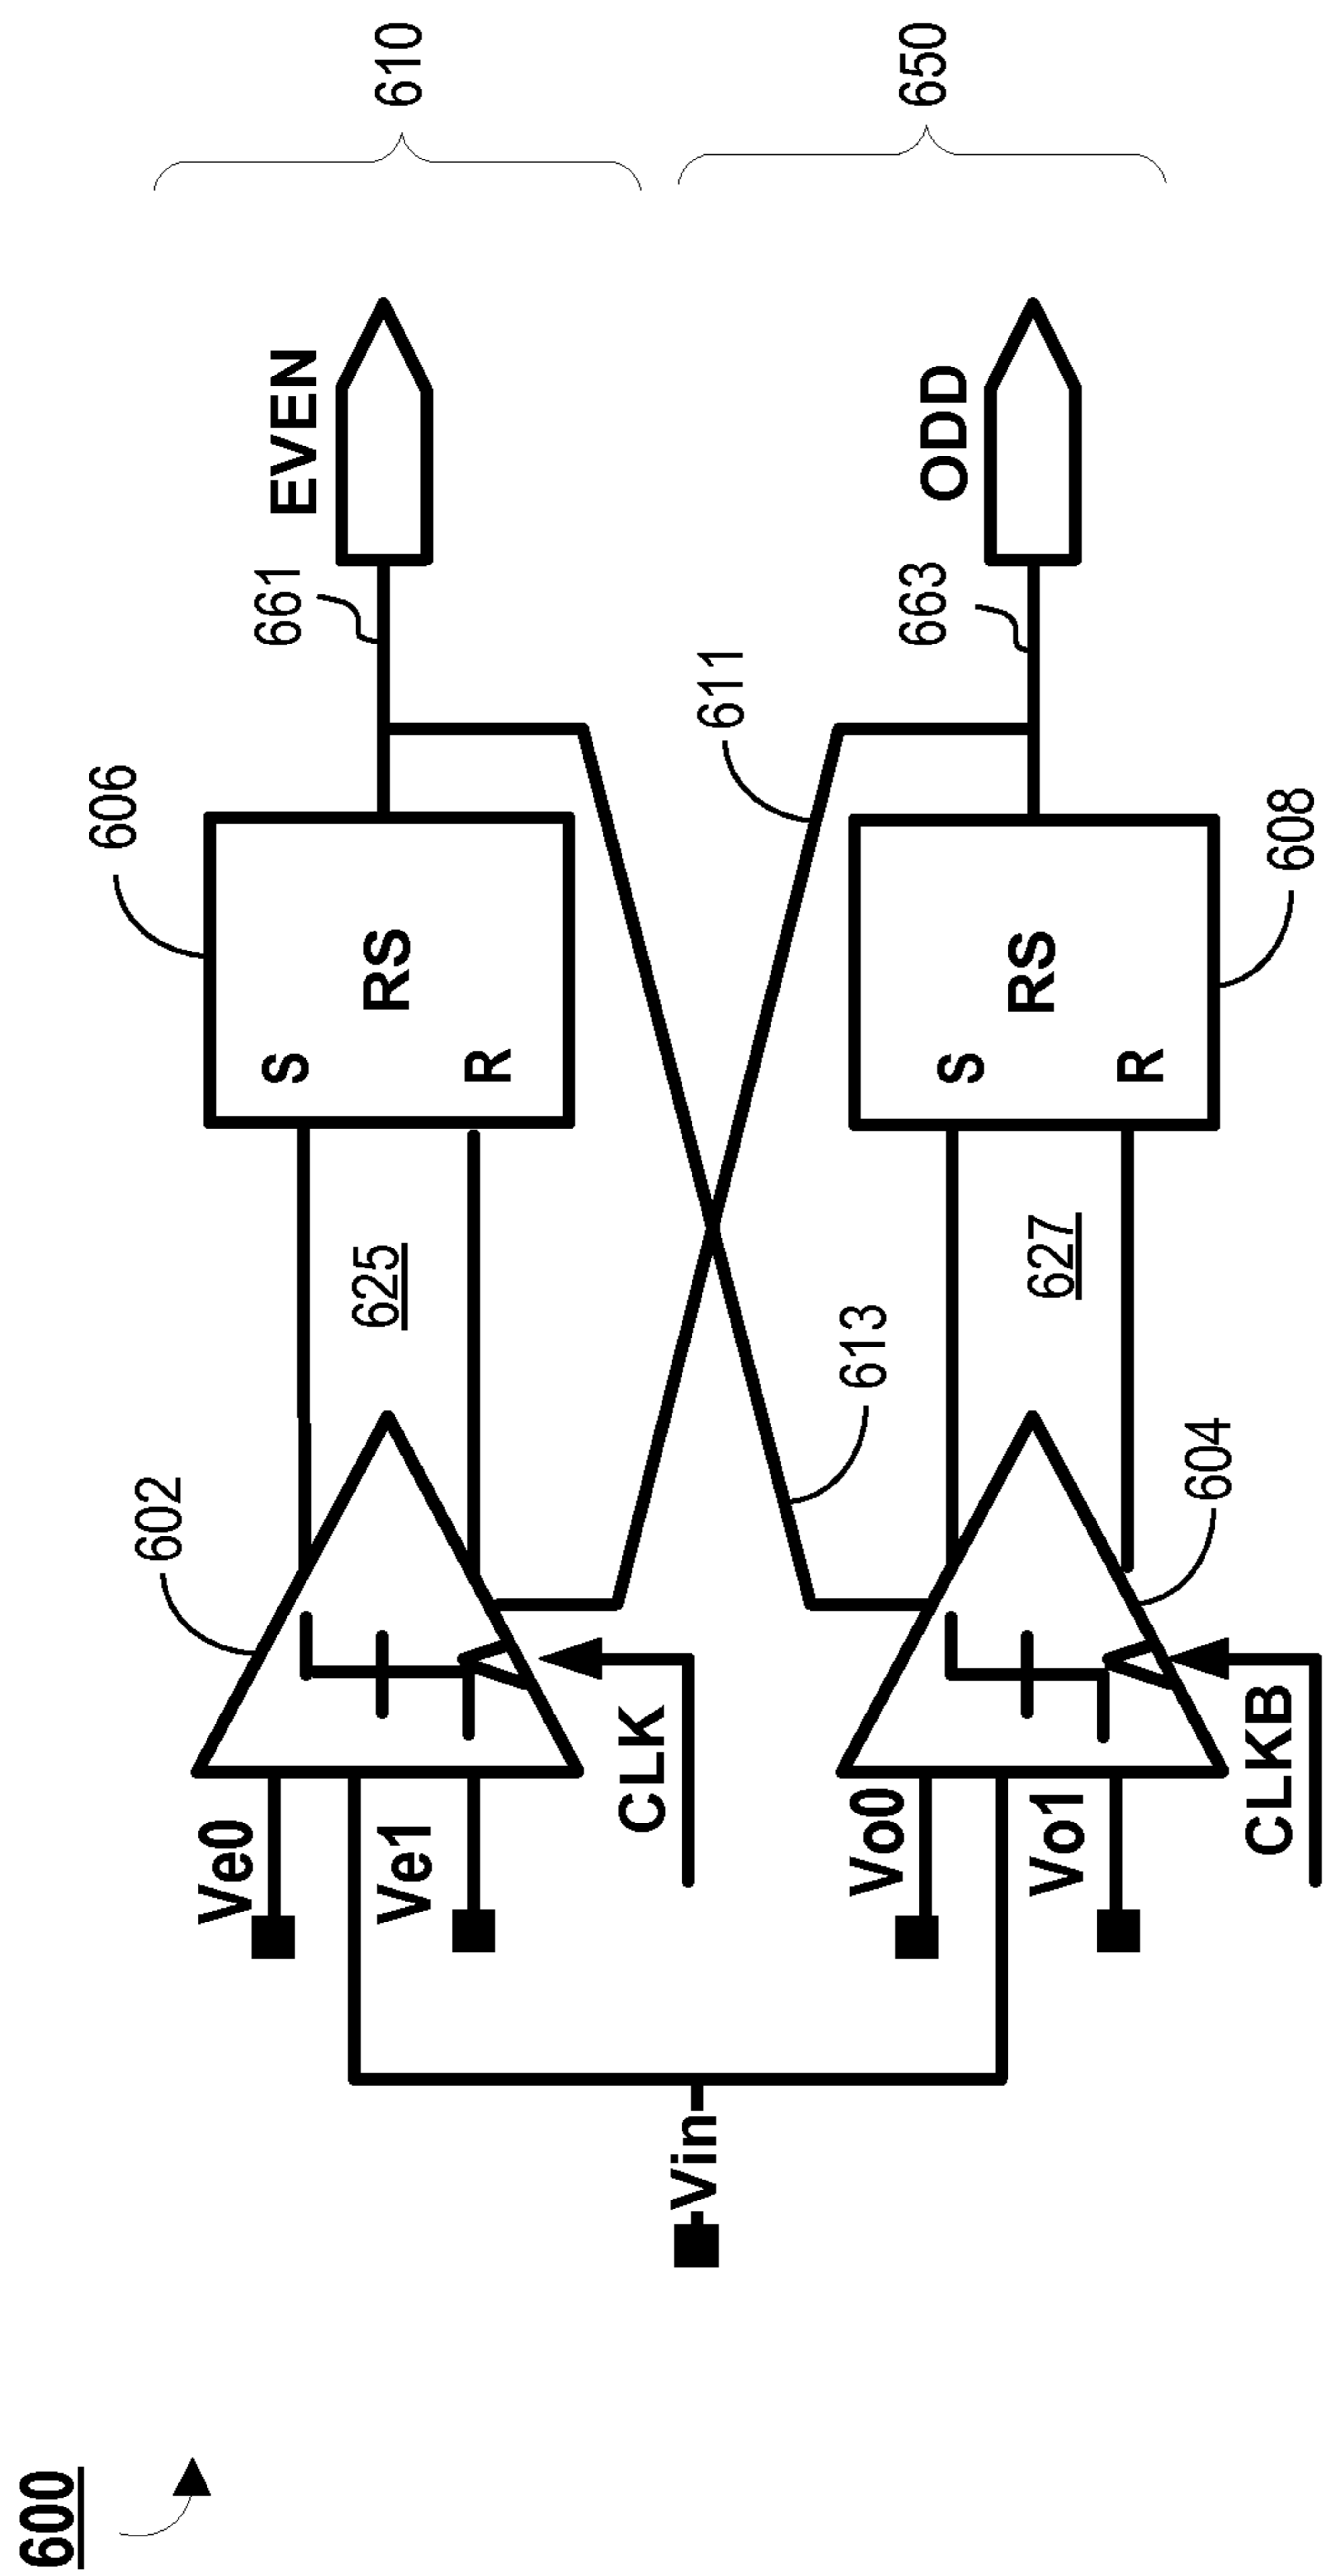 600
Vin
Ve0
Ve1
CLK
602
625
606
S
R
RS
661
EVEN
610
613
611
Vo0
Vo1
CLKB
604
627
608
S
R
RS
663
ODD
650